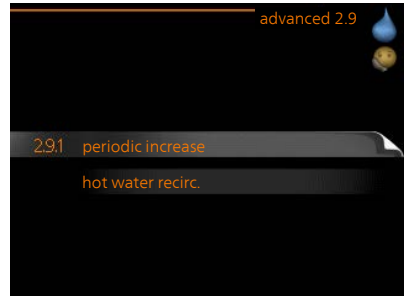 advanced 2.9
2.9.1 periodic increase
hot water recirc.